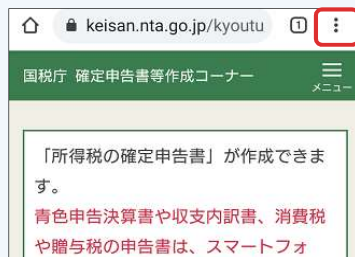 keisan.nta.go.jp/kyoutu 1
国税庁 確定申告書等作成コーナー
メニュー
「所得税の確定申告書」が作成できま
す。
青色申告決算書や収支内訳書、消費税
や贈与税の申告書は、スマートフォ